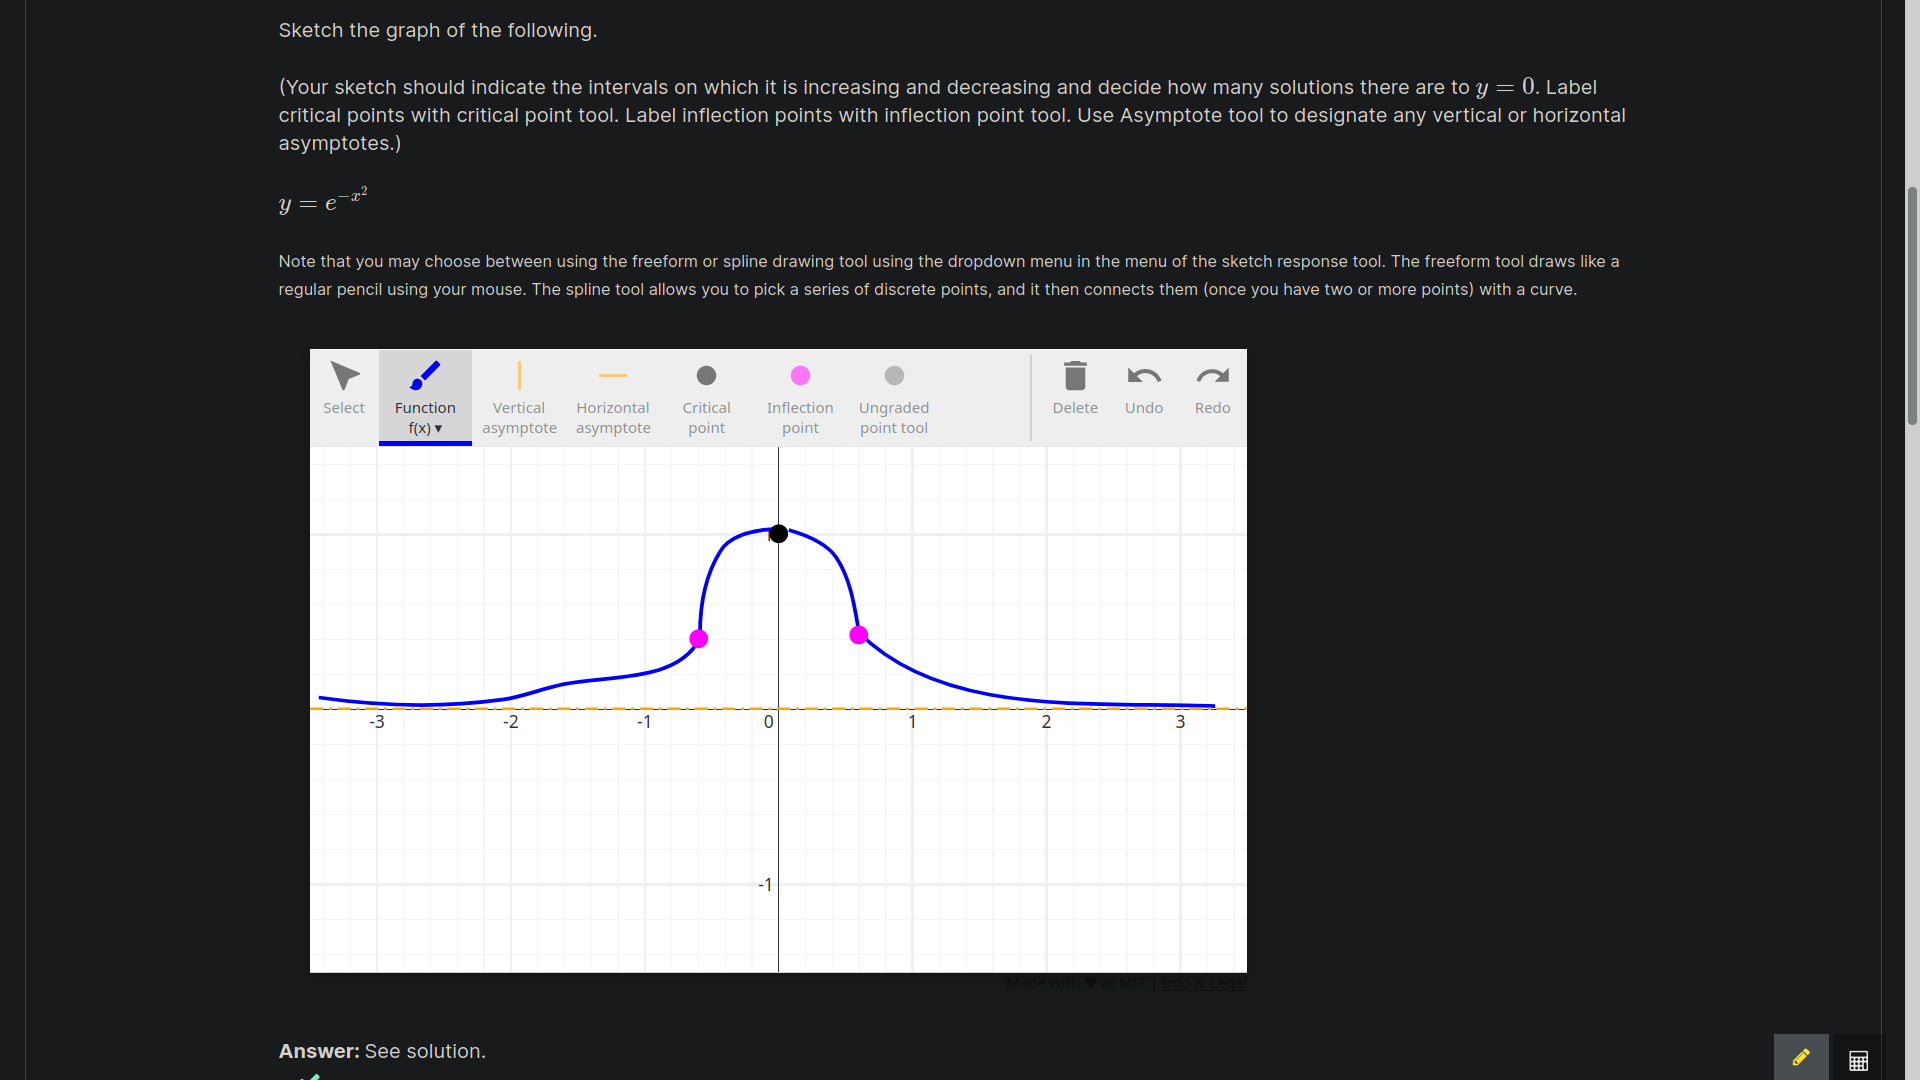 Sketch the graph of the following.
(Your sketch should indicate the intervals on which it is increasing and decreasing and decide how many solutions there are to y = 0. Label
critical points with critical point tool. Label inflection points with inflection point tool. Use Asymptote tool to designate any vertical or horizontal
asymptotes.)
y = e^{-x^2}
Note that you may choose between using the freeform or spline drawing tool using the dropdown menu in the menu of the sketch response tool. The freeform tool draws like a
regular pencil using your mouse. The spline tool allows you to pick a series of discrete points, and it then connects them (once you have two or more points) with a curve.
Select
Function
f(x) ▾
Vertical
asymptote
Horizontal
asymptote
Critical
point
Inflection
point
Ungraded
point tool
Delete
Undo
Redo
-3 -2 -1 0 1 2 3
-1
Made with ♥ at MIT | Info & Legal
Answer: See solution.